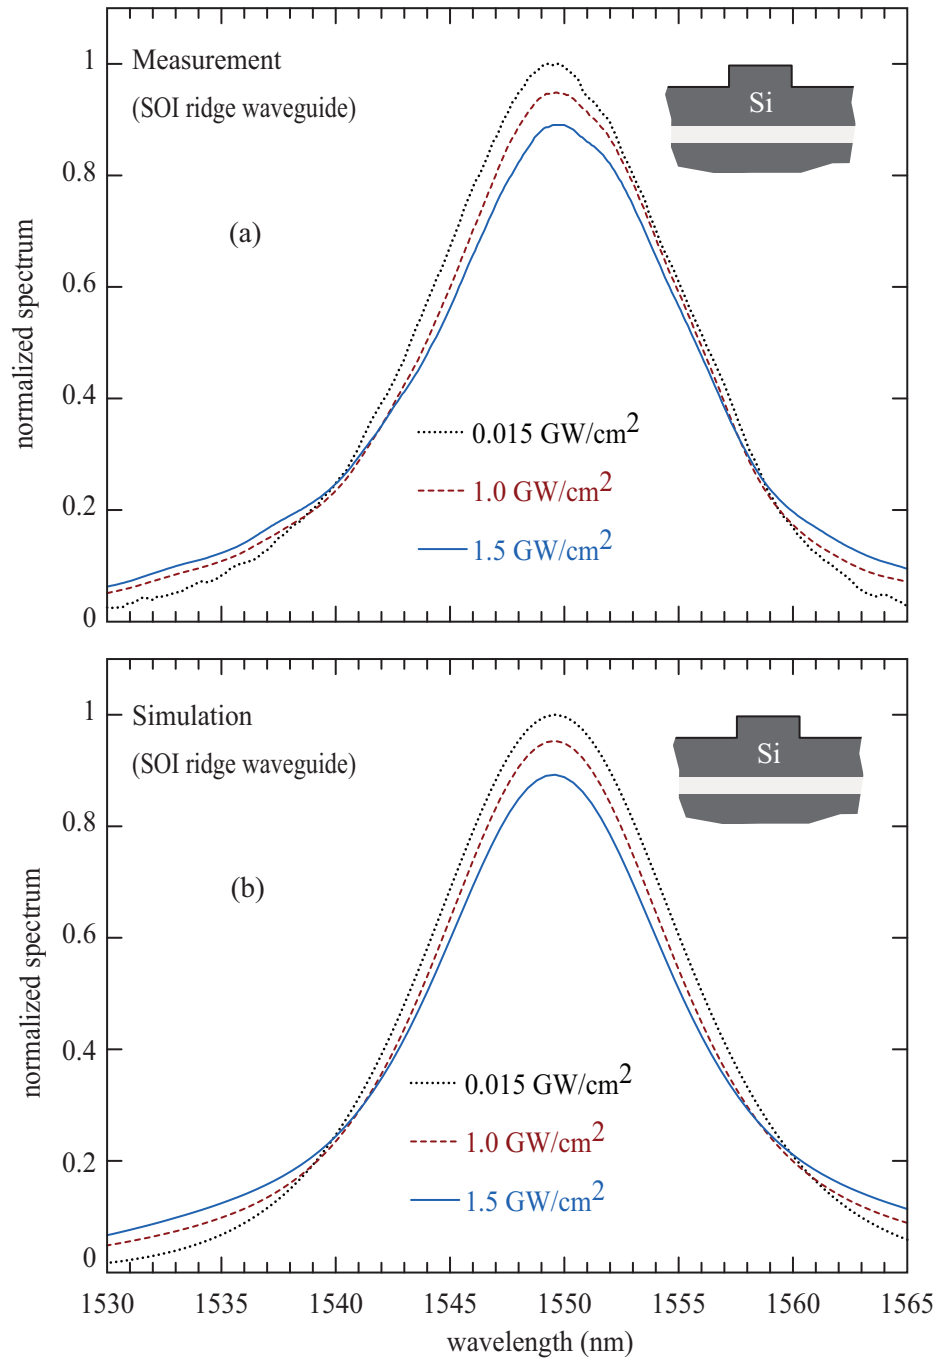 1
Measurement
(SOI ridge waveguide)
Si
0.8
(a)
normalized spectrum
0.6
0.4
0.015 GW/cm²
1.0 GW/cm²
0.2
1.5 GW/cm²
0
1
Simulation
(SOI ridge waveguide)
Si
0.8
(b)
normalized spectrum
0.6
0.4
0.015 GW/cm²
1.0 GW/cm²
0.2
1.5 GW/cm²
0
1530 1535 1540 1545 1550 1555 1560 1565
wavelength (nm)